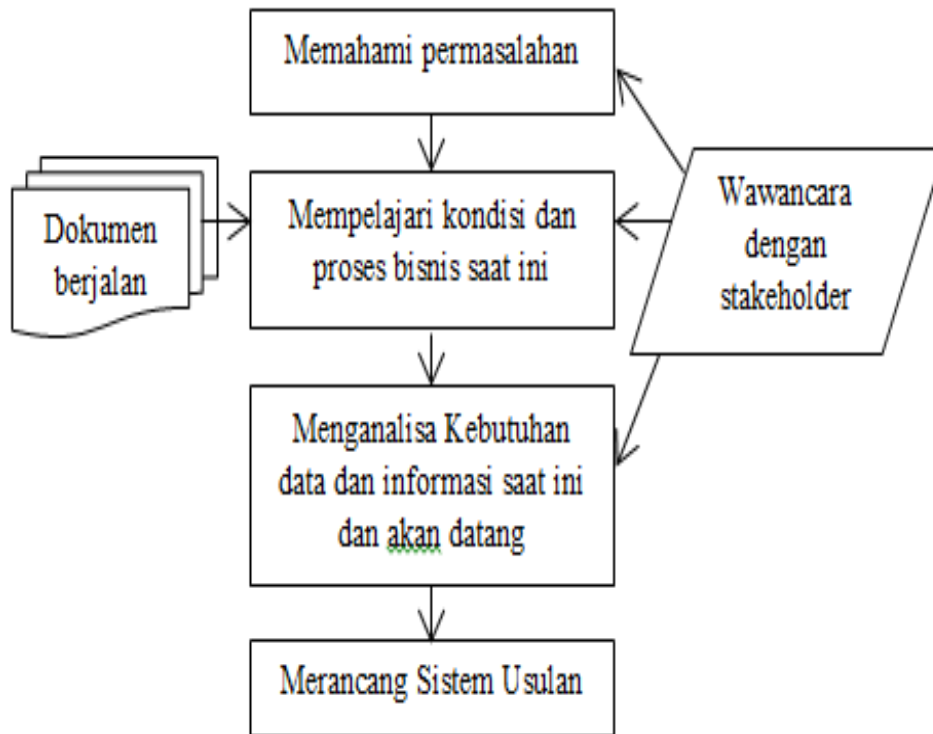 Memahami permasalahan
Dokumen
berjalan
Mempelajari kondisi dan
proses bisnis saat ini
Wawancara
dengan
stakeholder
Menganalisa Kebutuhan
data dan informasi saat ini
dan akan datang
Merancang Sistem Usulan